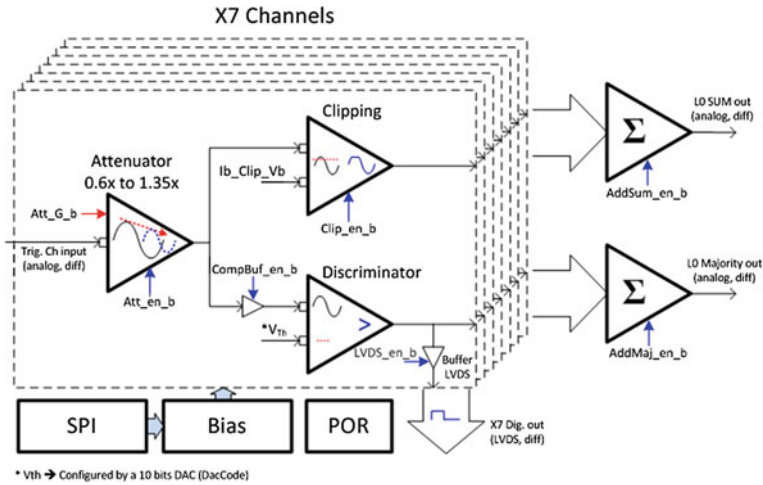 X7 Channels
Clipping
Attenuator
0.6x to 1.35x
Ib_Clip_Vb
Att_G_b
Trig. Ch input
(analog, diff)
Att_en_b
Clip_en_b
CompBuf_en_b
Discriminator
>
*VTh
LVDS_en_b
Buffer
LVDS
Σ
L0 SUM out
(analog, diff)
AddSum_en_b
Σ
L0 Majority out
(analog, diff)
AddMaj_en_b
SPI
Bias
POR
X7 Dig. out
(LVDS, diff)
* Vth → Configured by a 10 bits DAC (DacCode)